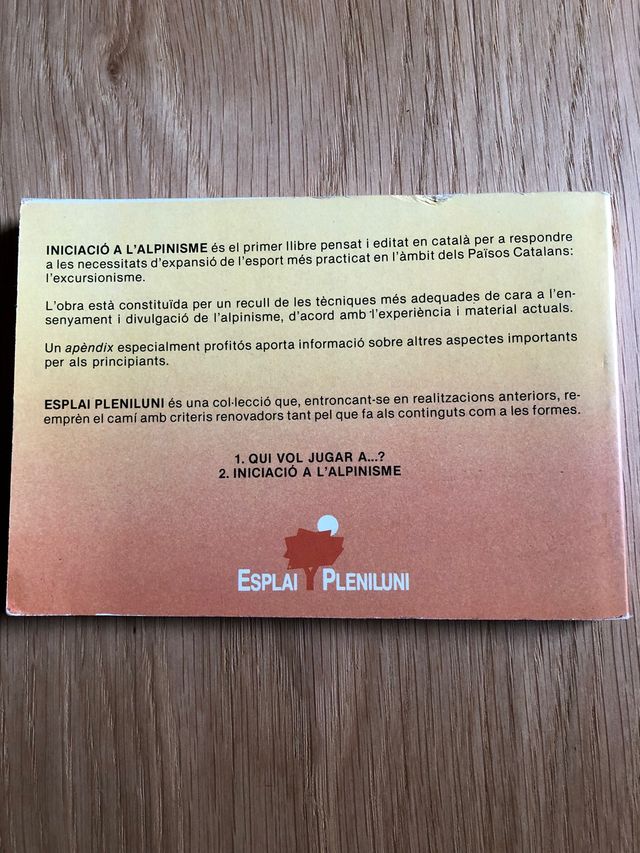 INICIACIÓ A L'ALPINISME és el primer llibre pensat i editat en català per a respondre
a les necessitats d'expansió de l'esport més practicat en l'àmbit dels Països Catalans:
l'excursionisme.
L'obra està constituïda per un recull de les tècniques més adequades de cara a l'en-
senyament i divulgació de l'alpinisme, d'acord amb l'experiència i material actuals.
Un apèndix especialment profitós aporta informació sobre altres aspectes importants
per als principiants.
ESPLAI PLENILUNI és una col·lecció que, entroncant-se en realitzacions anteriors, re-
emprèn el camí amb criteris renovadors tant pel que fa als continguts com a les formes.
1. QUI VOL JUGAR A...?
2. INICIACIÓ A L'ALPINISME
ESPLAI PLENILUNI